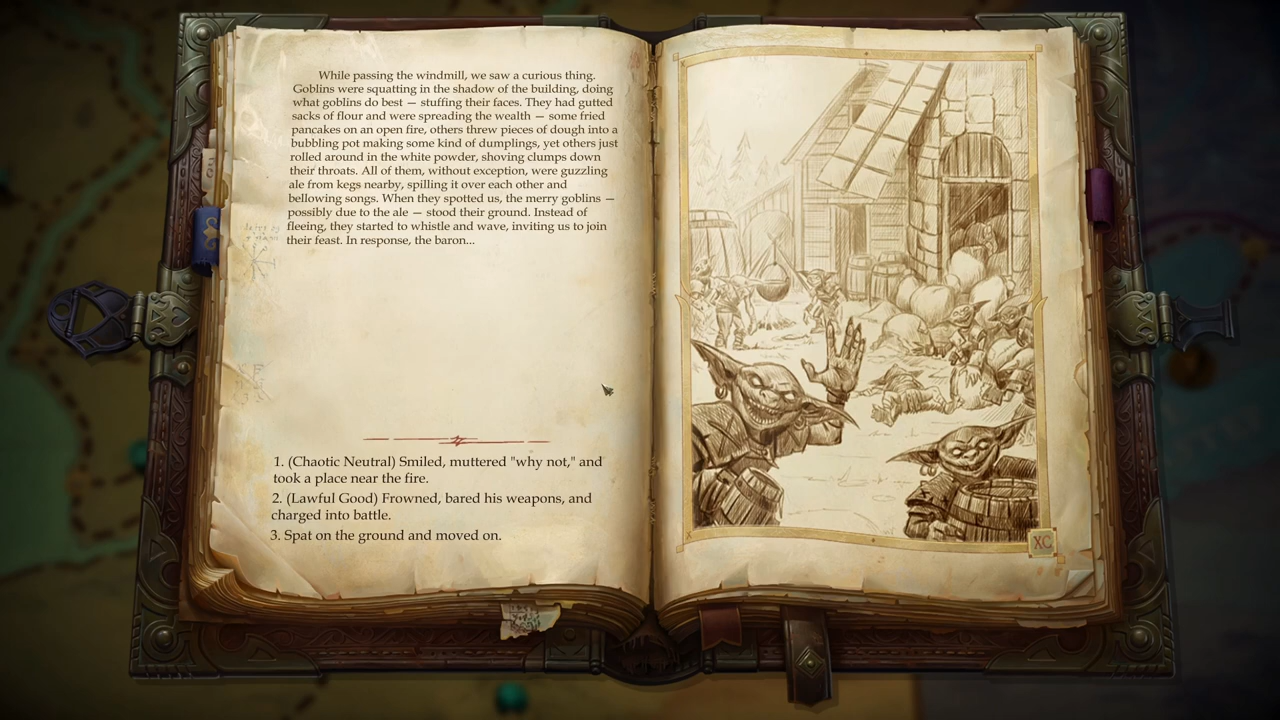 While passing the windmill, we saw a curious thing.
Goblins were squatting in the shadow of the building, doing
what goblins do best — stuffing their faces. They had gutted
sacks of flour and were spreading the wealth — some fried
pancakes on an open fire, others threw pieces of dough into a
bubbling pot making some kind of dumplings, yet others just
rolled around in the white powder, shoving clumps down
their throats. All of them, without exception, were guzzling
ale from kegs nearby, spilling it over each other and
bellowing songs. When they spotted us, the merry goblins —
possibly due to the ale — stood their ground. Instead of
fleeing, they started to whistle and wave, inviting us to join
their feast. In response, the baron...
1. (Chaotic Neutral) Smiled, muttered "why not," and
took a place near the fire.
2. (Lawful Good) Frowned, bared his weapons, and
charged into battle.
3. Spat on the ground and moved on.
XC